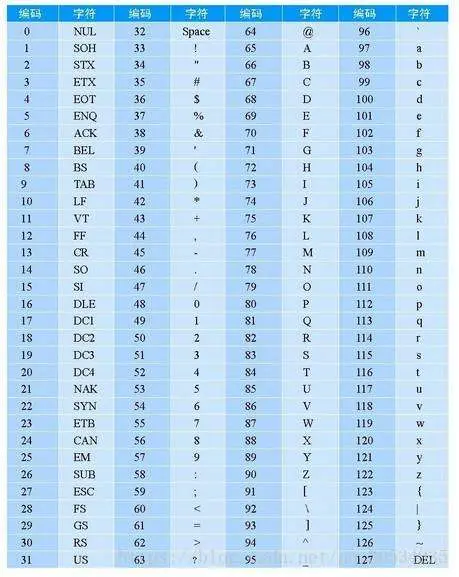 编码 字符 编码 字符 编码 字符 编码 字符
0 NUL 32 Space 64 @ 96 `
1 SOH 33 ! 65 A 97 a
2 STX 34 " 66 B 98 b
3 ETX 35 # 67 C 99 c
4 EOT 36 $ 68 D 100 d
5 ENQ 37 % 69 E 101 e
6 ACK 38 & 70 F 102 f
7 BEL 39 ' 71 G 103 g
8 BS 40 ( 72 H 104 h
9 TAB 41 ) 73 I 105 i
10 LF 42 * 74 J 106 j
11 VT 43 + 75 K 107 k
12 FF 44 , 76 L 108 l
13 CR 45 - 77 M 109 m
14 SO 46 . 78 N 110 n
15 SI 47 / 79 O 111 o
16 DLE 48 0 80 P 112 p
17 DC1 49 1 81 Q 113 q
18 DC2 50 2 82 R 114 r
19 DC3 51 3 83 S 115 s
20 DC4 52 4 84 T 116 t
21 NAK 53 5 85 U 117 u
22 SYN 54 6 86 V 118 v
23 ETB 55 7 87 W 119 w
24 CAN 56 8 88 X 120 x
25 EM 57 9 89 Y 121 y
26 SUB 58 : 90 Z 122 z
27 ESC 59 ; 91 [ 123 {
28 FS 60 < 92 \ 124 |
29 GS 61 = 93 ] 125 }
30 RS 62 > 94 ^ 126 ~
31 US 63 ? 95 _ 127 DEL